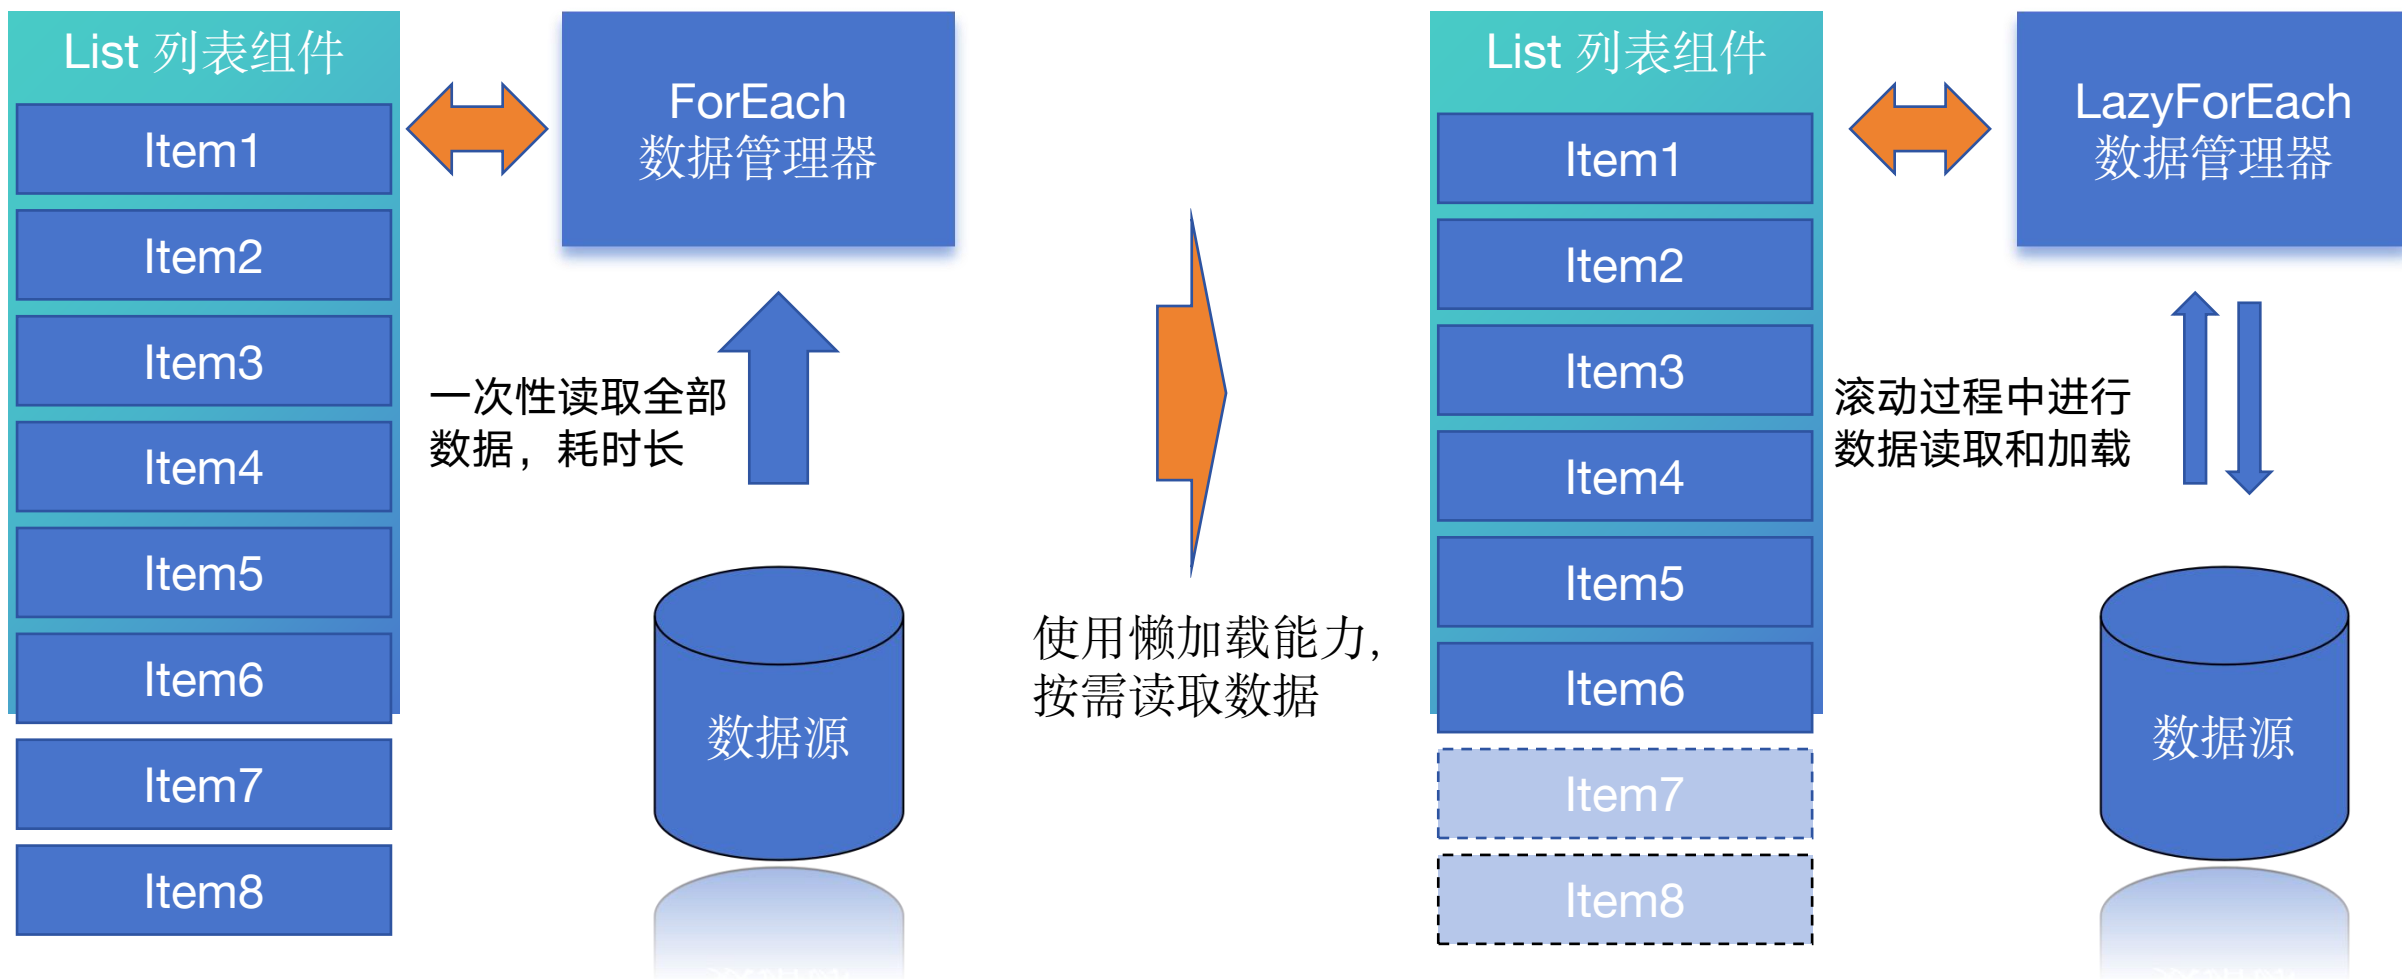 List 列表组件
Item1
Item2
Item3
Item4
Item5
Item6
Item7
Item8
ForEach
数据管理器
一次性读取全部
数据，耗时长
数据源
使用懒加载能力，
按需读取数据
List 列表组件
Item1
Item2
Item3
Item4
Item5
Item6
Item7
Item8
LazyForEach
数据管理器
滚动过程中进行
数据读取和加载
数据源